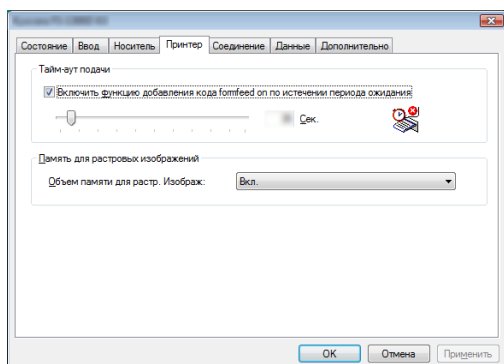 Состояние Ввод Носитель Принтер Соединение Данные Дополнительно
Тайм-аут подачи
Включить функцию добавления кода formfeed on по истечении периода ожидания
Сек.
Память для растровых изображений
Объем памяти для растр. Изображ: Вкл.
OK Отмена Применить